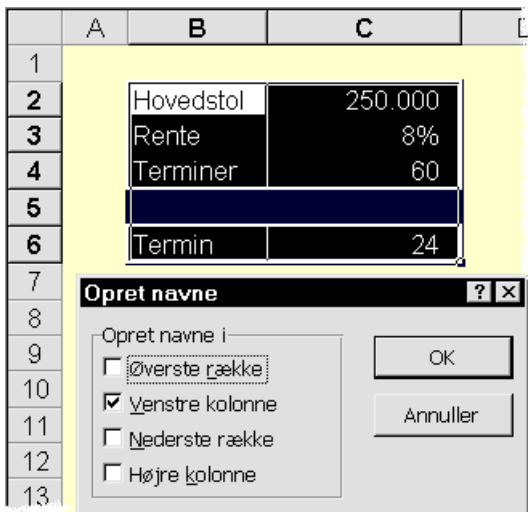 A B C
1
2 Hovedstol 250.000
3 Rente 8%
4 Terminer 60
5
6 Termin 24
7
8
9
10
11
12
13
Opret navne ? ×
Opret navne i
Øverste række
Venstre kolonne
Nederste række
Højre kolonne
OK
Annuller